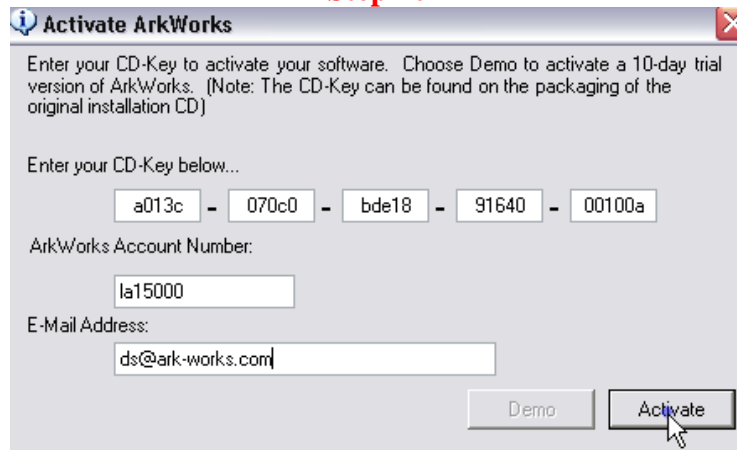 Activate ArkWorks
Enter your CD-Key to activate your software. Choose Demo to activate a 10-day trial
version of ArkWorks. (Note: The CD-Key can be found on the packaging of the
original installation CD)
Enter your CD-Key below...
a013c - 070c0 - bde18 - 91640 - 00100a
ArkWorks Account Number:
la15000
E-Mail Address:
ds@ark-works.com
Demo Activate